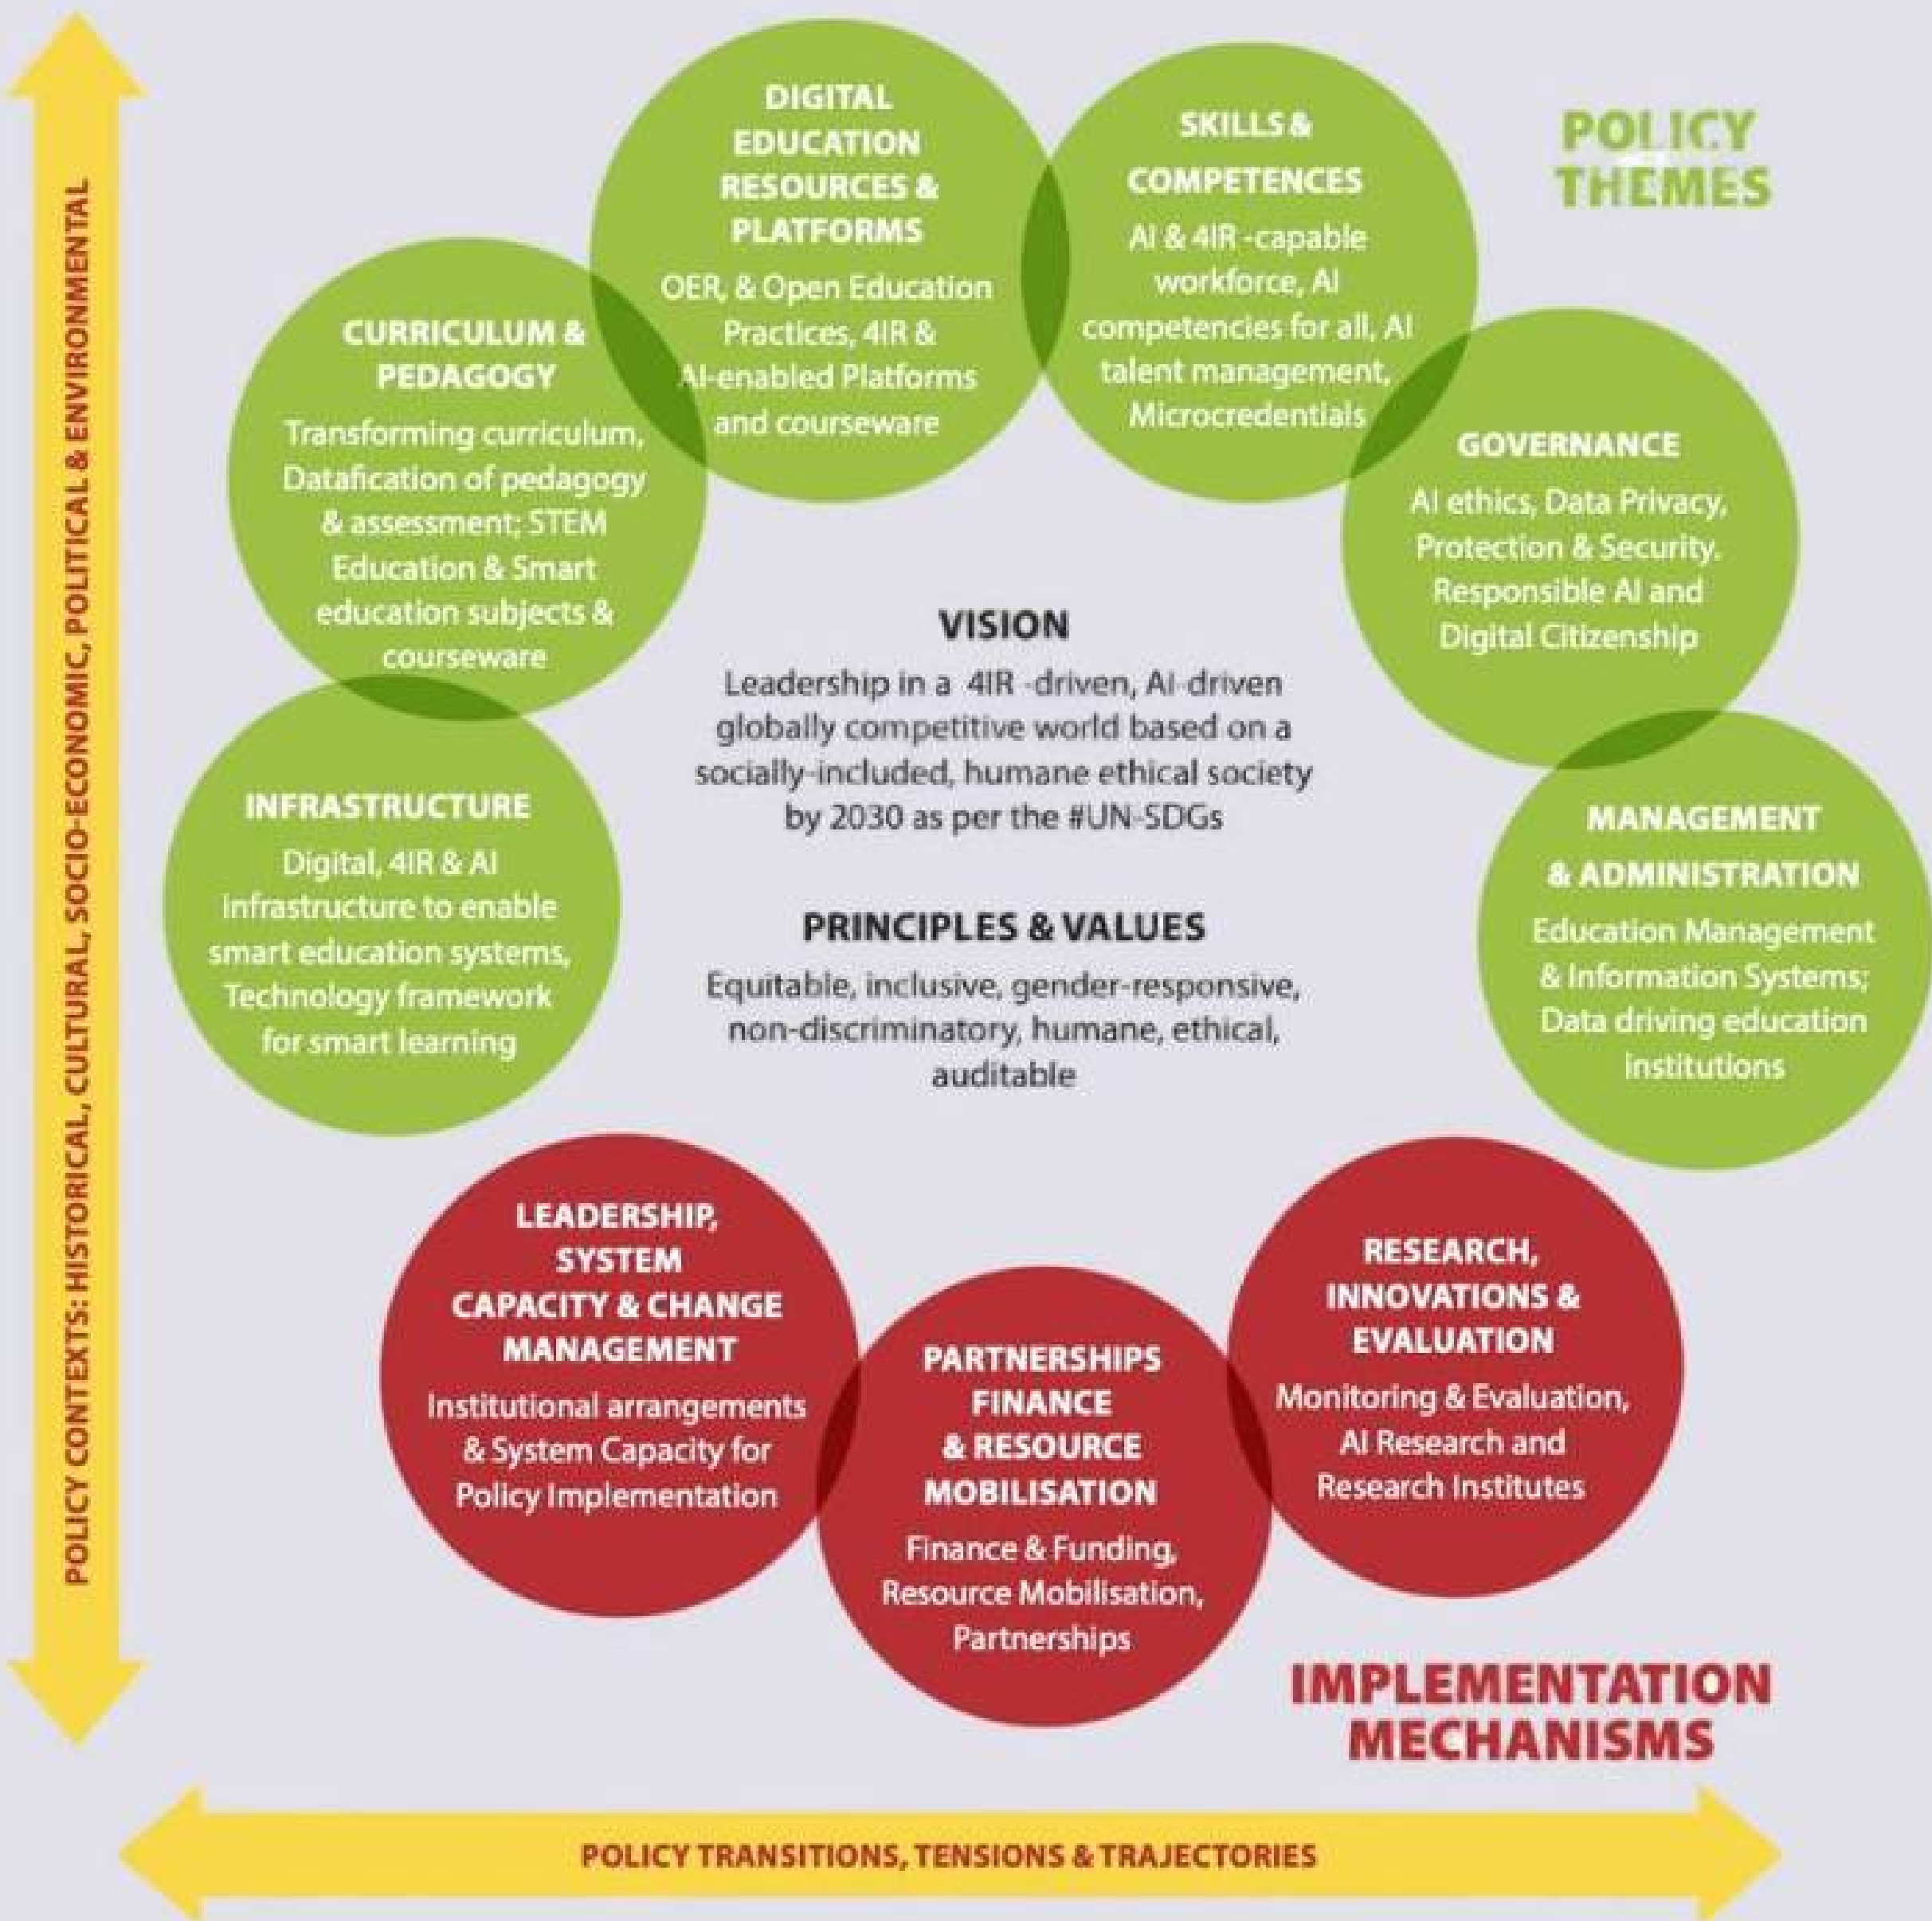 POLICY CONTEXTS: HISTORICAL, CULTURAL, SOCIO-ECONOMIC, POLITICAL & ENVIRONMENTAL
POLICY
THEMES
INFRASTRUCTURE
Digital, 4IR & AI
infrastructure to enable
smart education systems,
Technology framework
for smart learning
CURRICULUM &
PEDAGOGY
Transforming curriculum,
Datafication of pedagogy
& assessment; STEM
Education & Smart
education subjects &
courseware
DIGITAL
EDUCATION
RESOURCES &
PLATFORMS
OER, & Open Education
Practices, 4IR &
AI-enabled Platforms
and courseware
SKILLS &
COMPETENCES
AI & 4IR -capable
workforce, AI
competencies for all, AI
talent management,
Microcredentials
GOVERNANCE
AI ethics, Data Privacy,
Protection & Security.
Responsible AI and
Digital Citizenship
MANAGEMENT
& ADMINISTRATION
Education Management
& Information Systems;
Data driving education
institutions
VISION
Leadership in a 4IR -driven, AI-driven
globally competitive world based on a
socially-included, humane ethical society
by 2030 as per the #UN-SDGs
PRINCIPLES & VALUES
Equitable, inclusive, gender-responsive,
non-discriminatory, humane, ethical,
auditable
LEADERSHIP,
SYSTEM
CAPACITY & CHANGE
MANAGEMENT
Institutional arrangements
& System Capacity for
Policy Implementation
PARTNERSHIPS
FINANCE
& RESOURCE
MOBILISATION
Finance & Funding,
Resource Mobilisation,
Partnerships
RESEARCH,
INNOVATIONS &
EVALUATION
Monitoring & Evaluation,
AI Research and
Research Institutes
IMPLEMENTATION
MECHANISMS
POLICY TRANSITIONS, TENSIONS & TRAJECTORIES